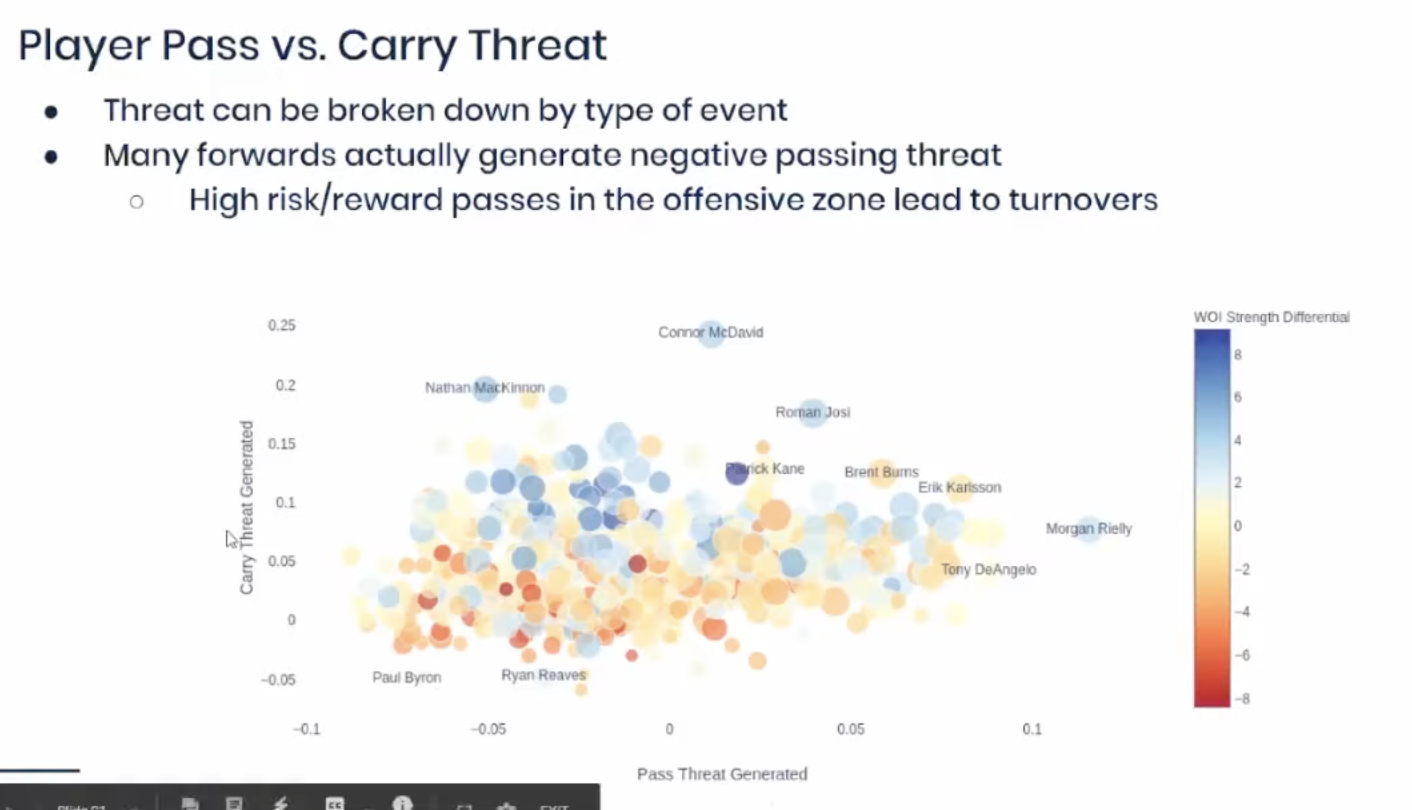 Player Pass vs. Carry Threat
● Threat can be broken down by type of event
● Many forwards actually generate negative passing threat
○ High risk/reward passes in the offensive zone lead to turnovers
WOI Strength Differential
0.25
Connor McDavid
8
0.2
Nathan MacKinnon
6
Roman Josi
4
0.15
Patrick Kane
Brent Burns
Erik Karlsson
2
0.1
Morgan Rielly
0
0.05
Tony DeAngelo
−2
Carry Threat Generated
0
−4
−0.05
Paul Byron
Ryan Reaves
−6
−8
−0.1
−0.05
0
0.05
0.1
Pass Threat Generated
EXIT